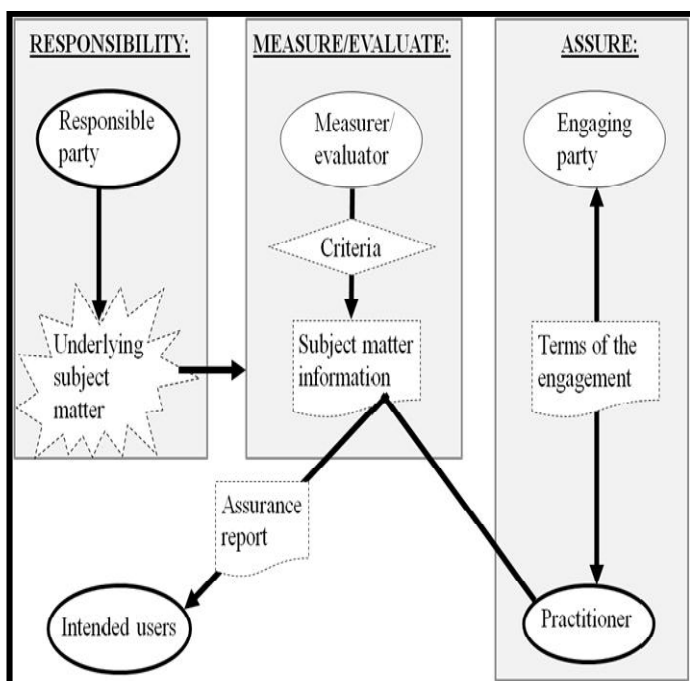 RESPONSIBILITY:
Responsible
party
Underlying
subject
matter
MEASURE/EVALUATE:
Measurer/
evaluator
Criteria
Subject matter
information
ASSURE:
Engaging
party
Terms of the
engagement
Practitioner
Assurance
report
Intended users